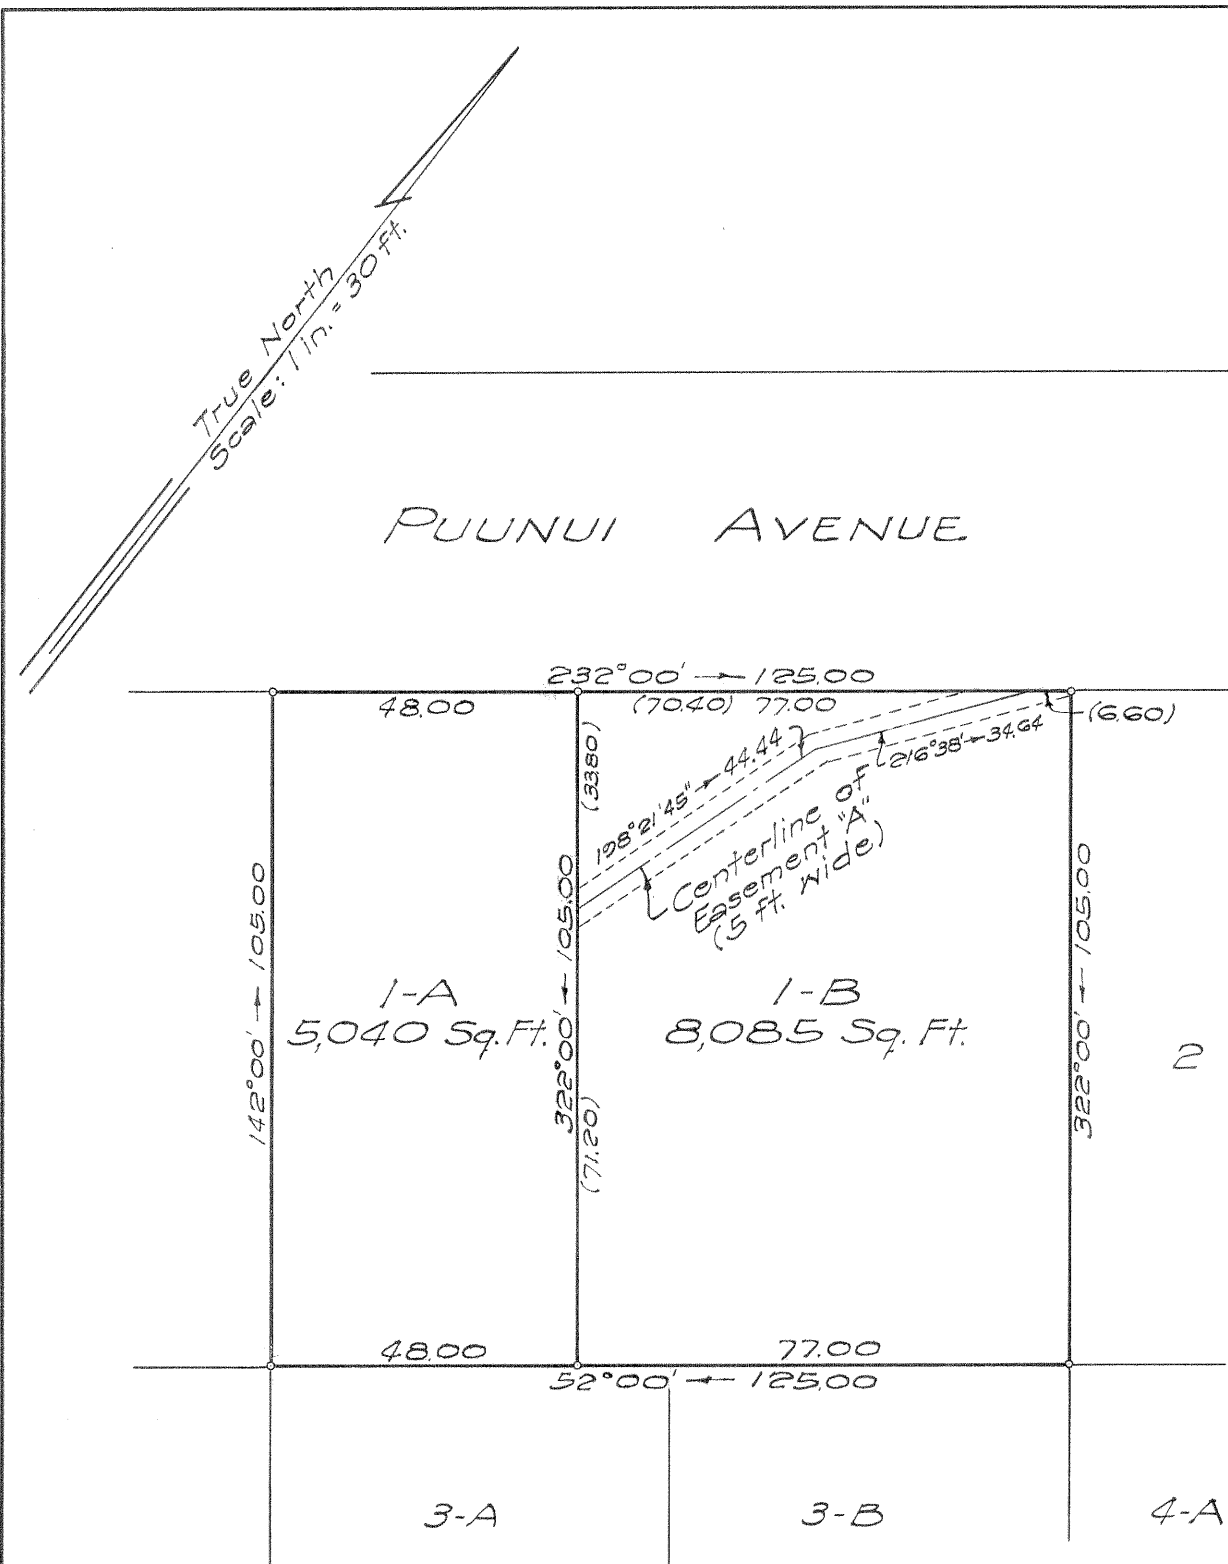 True North
Scale: 1 in. = 30 ft.
PUUNUI AVENUE
232°00' → 125.00
48.00
(70.40) 77.00
(6.60)
(33.80)
198°21'45" → 44.44
216°38' → 34.64
Centerline of
Easement "A"
(5 ft. wide)
142°00' → 105.00
322°00' ← 105.00
322°00' ← 105.00
1-A
5,040 Sq. Ft.
1-B
8,085 Sq. Ft.
2
(71.20)
48.00
77.00
52°00' ← 125.00
3-A
3-B
4-A